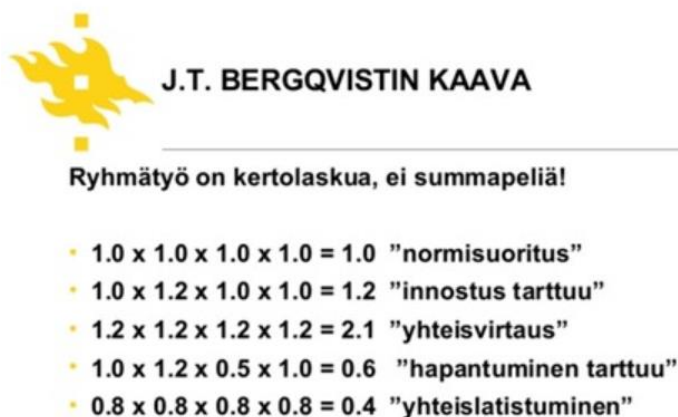 J.T. BERGQVISTIN KAAVA
Ryhmätyö on kertolaskua, ei summapeliä!
• 1.0 x 1.0 x 1.0 x 1.0 = 1.0 ”normisuoritus”
• 1.0 x 1.2 x 1.0 x 1.0 = 1.2 ”innostus tarttuu”
• 1.2 x 1.2 x 1.2 x 1.2 = 2.1 ”yhteisvirtaus”
• 1.0 x 1.2 x 0.5 x 1.0 = 0.6 ”hapantuminen tarttuu”
• 0.8 x 0.8 x 0.8 x 0.8 = 0.4 ”yhteislatistuminen”